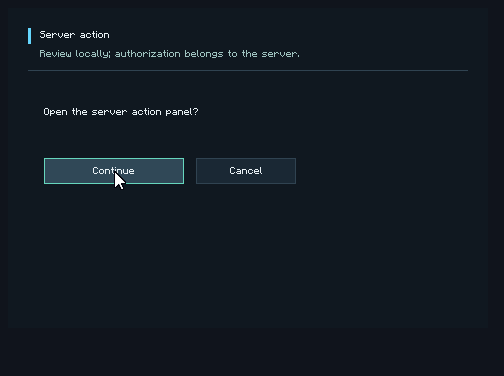 Server action
Review locally; authorization belongs to the server.
Open the server action panel?
Continue
Cancel